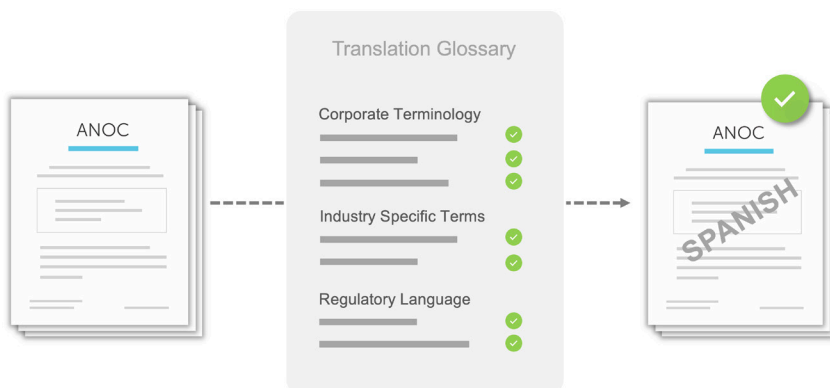 Translation Glossary
ANOC
Corporate Terminology
Industry Specific Terms
Regulatory Language
ANOC
SPANISH